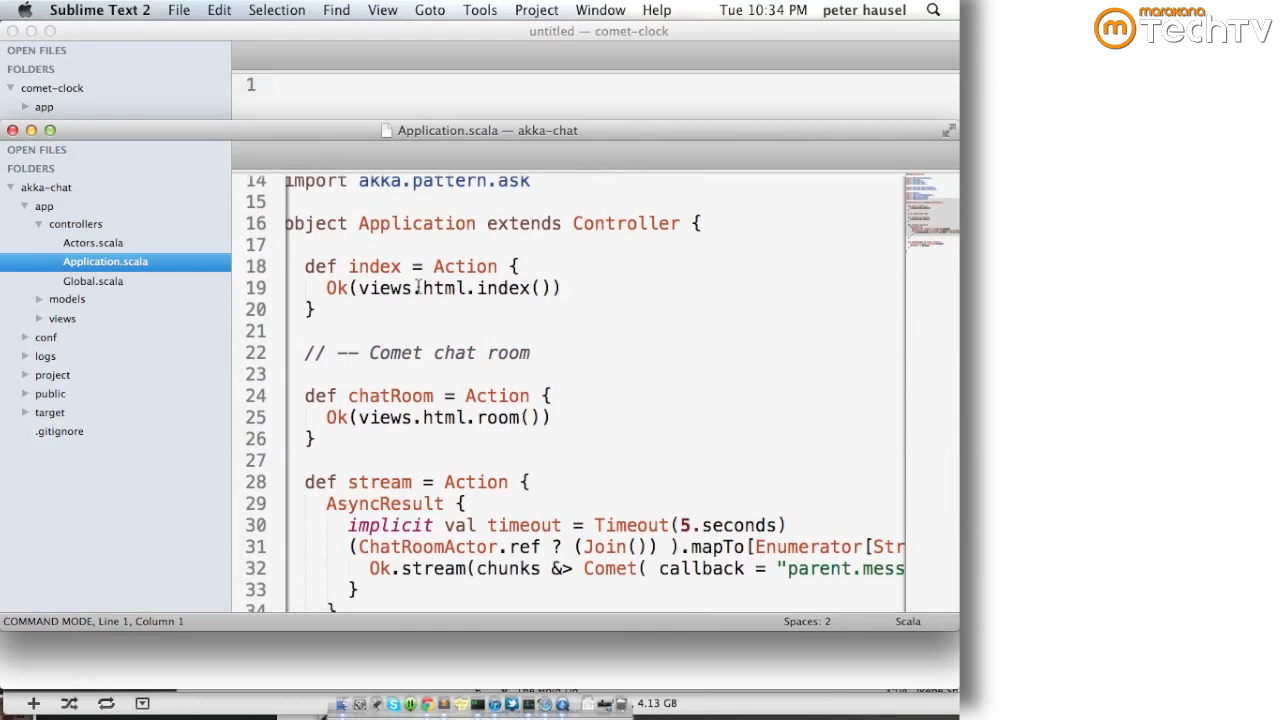 Sublime Text 2 File Edit Selection Find View Goto Tools Project Window Help Tue 10:34 PM peter hausel
marakana
TechTV
untitled — comet-clock
OPEN FILES
FOLDERS
comet-clock
app
1
Application.scala — akka-chat
OPEN FILES
FOLDERS
akka-chat
app
controllers
Actors.scala
Application.scala
Global.scala
models
views
conf
logs
project
public
target
.gitignore
14 import akka.pattern.ask
15
16 object Application extends Controller {
17
18 def index = Action {
19 Ok(views.html.index())
20 }
21
22 // -- Comet chat room
23
24 def chatRoom = Action {
25 Ok(views.html.room())
26 }
27
28 def stream = Action {
29 AsyncResult {
30 implicit val timeout = Timeout(5.seconds)
31 (ChatRoomActor.ref ? (Join()) ).mapTo[Enumerator[Str
32 Ok.stream(chunks &> Comet( callback = "parent.mess
33 }
34 }
COMMAND MODE, Line 1, Column 1 Spaces: 2 Scala
4.13 GB